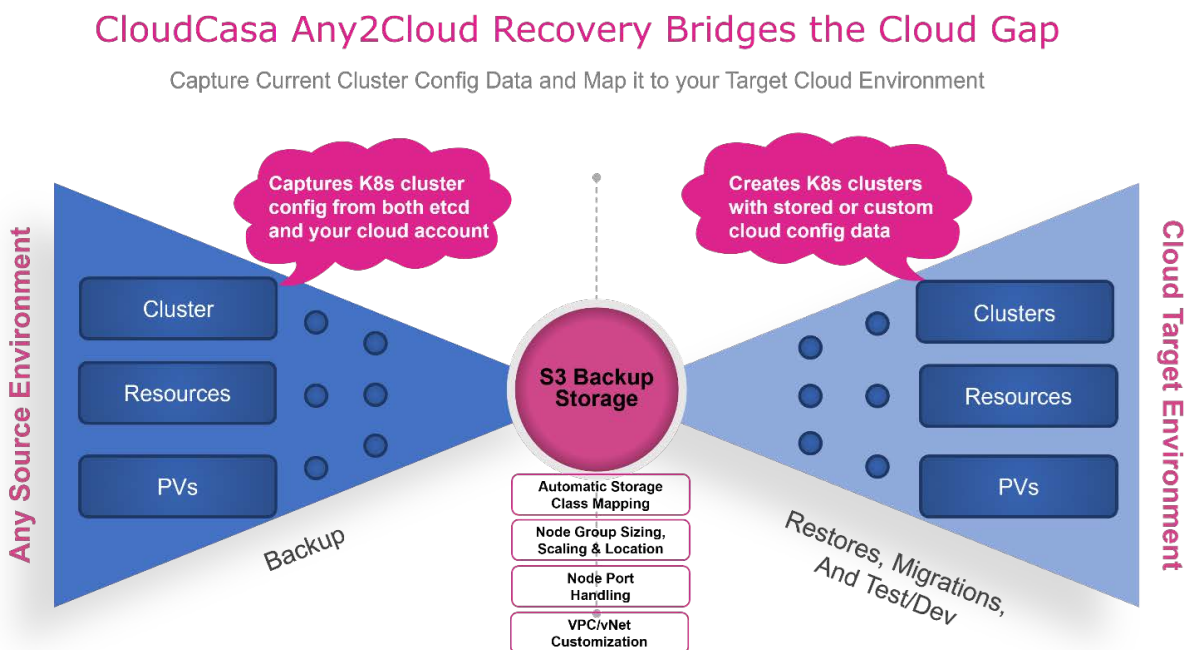 CloudCasa Any2Cloud Recovery Bridges the Cloud Gap
Capture Current Cluster Config Data and Map it to your Target Cloud Environment
Any Source Environment
Captures K8s cluster
config from both etcd
and your cloud account
Cluster
Resources
PVs
Backup
S3 Backup
Storage
Automatic Storage
Class Mapping
Node Group Sizing,
Scaling & Location
Node Port
Handling
VPC/vNet
Customization
Creates K8s clusters
with stored or custom
cloud config data
Clusters
Resources
PVs
Restores, Migrations,
And Test/Dev
Cloud Target Environment